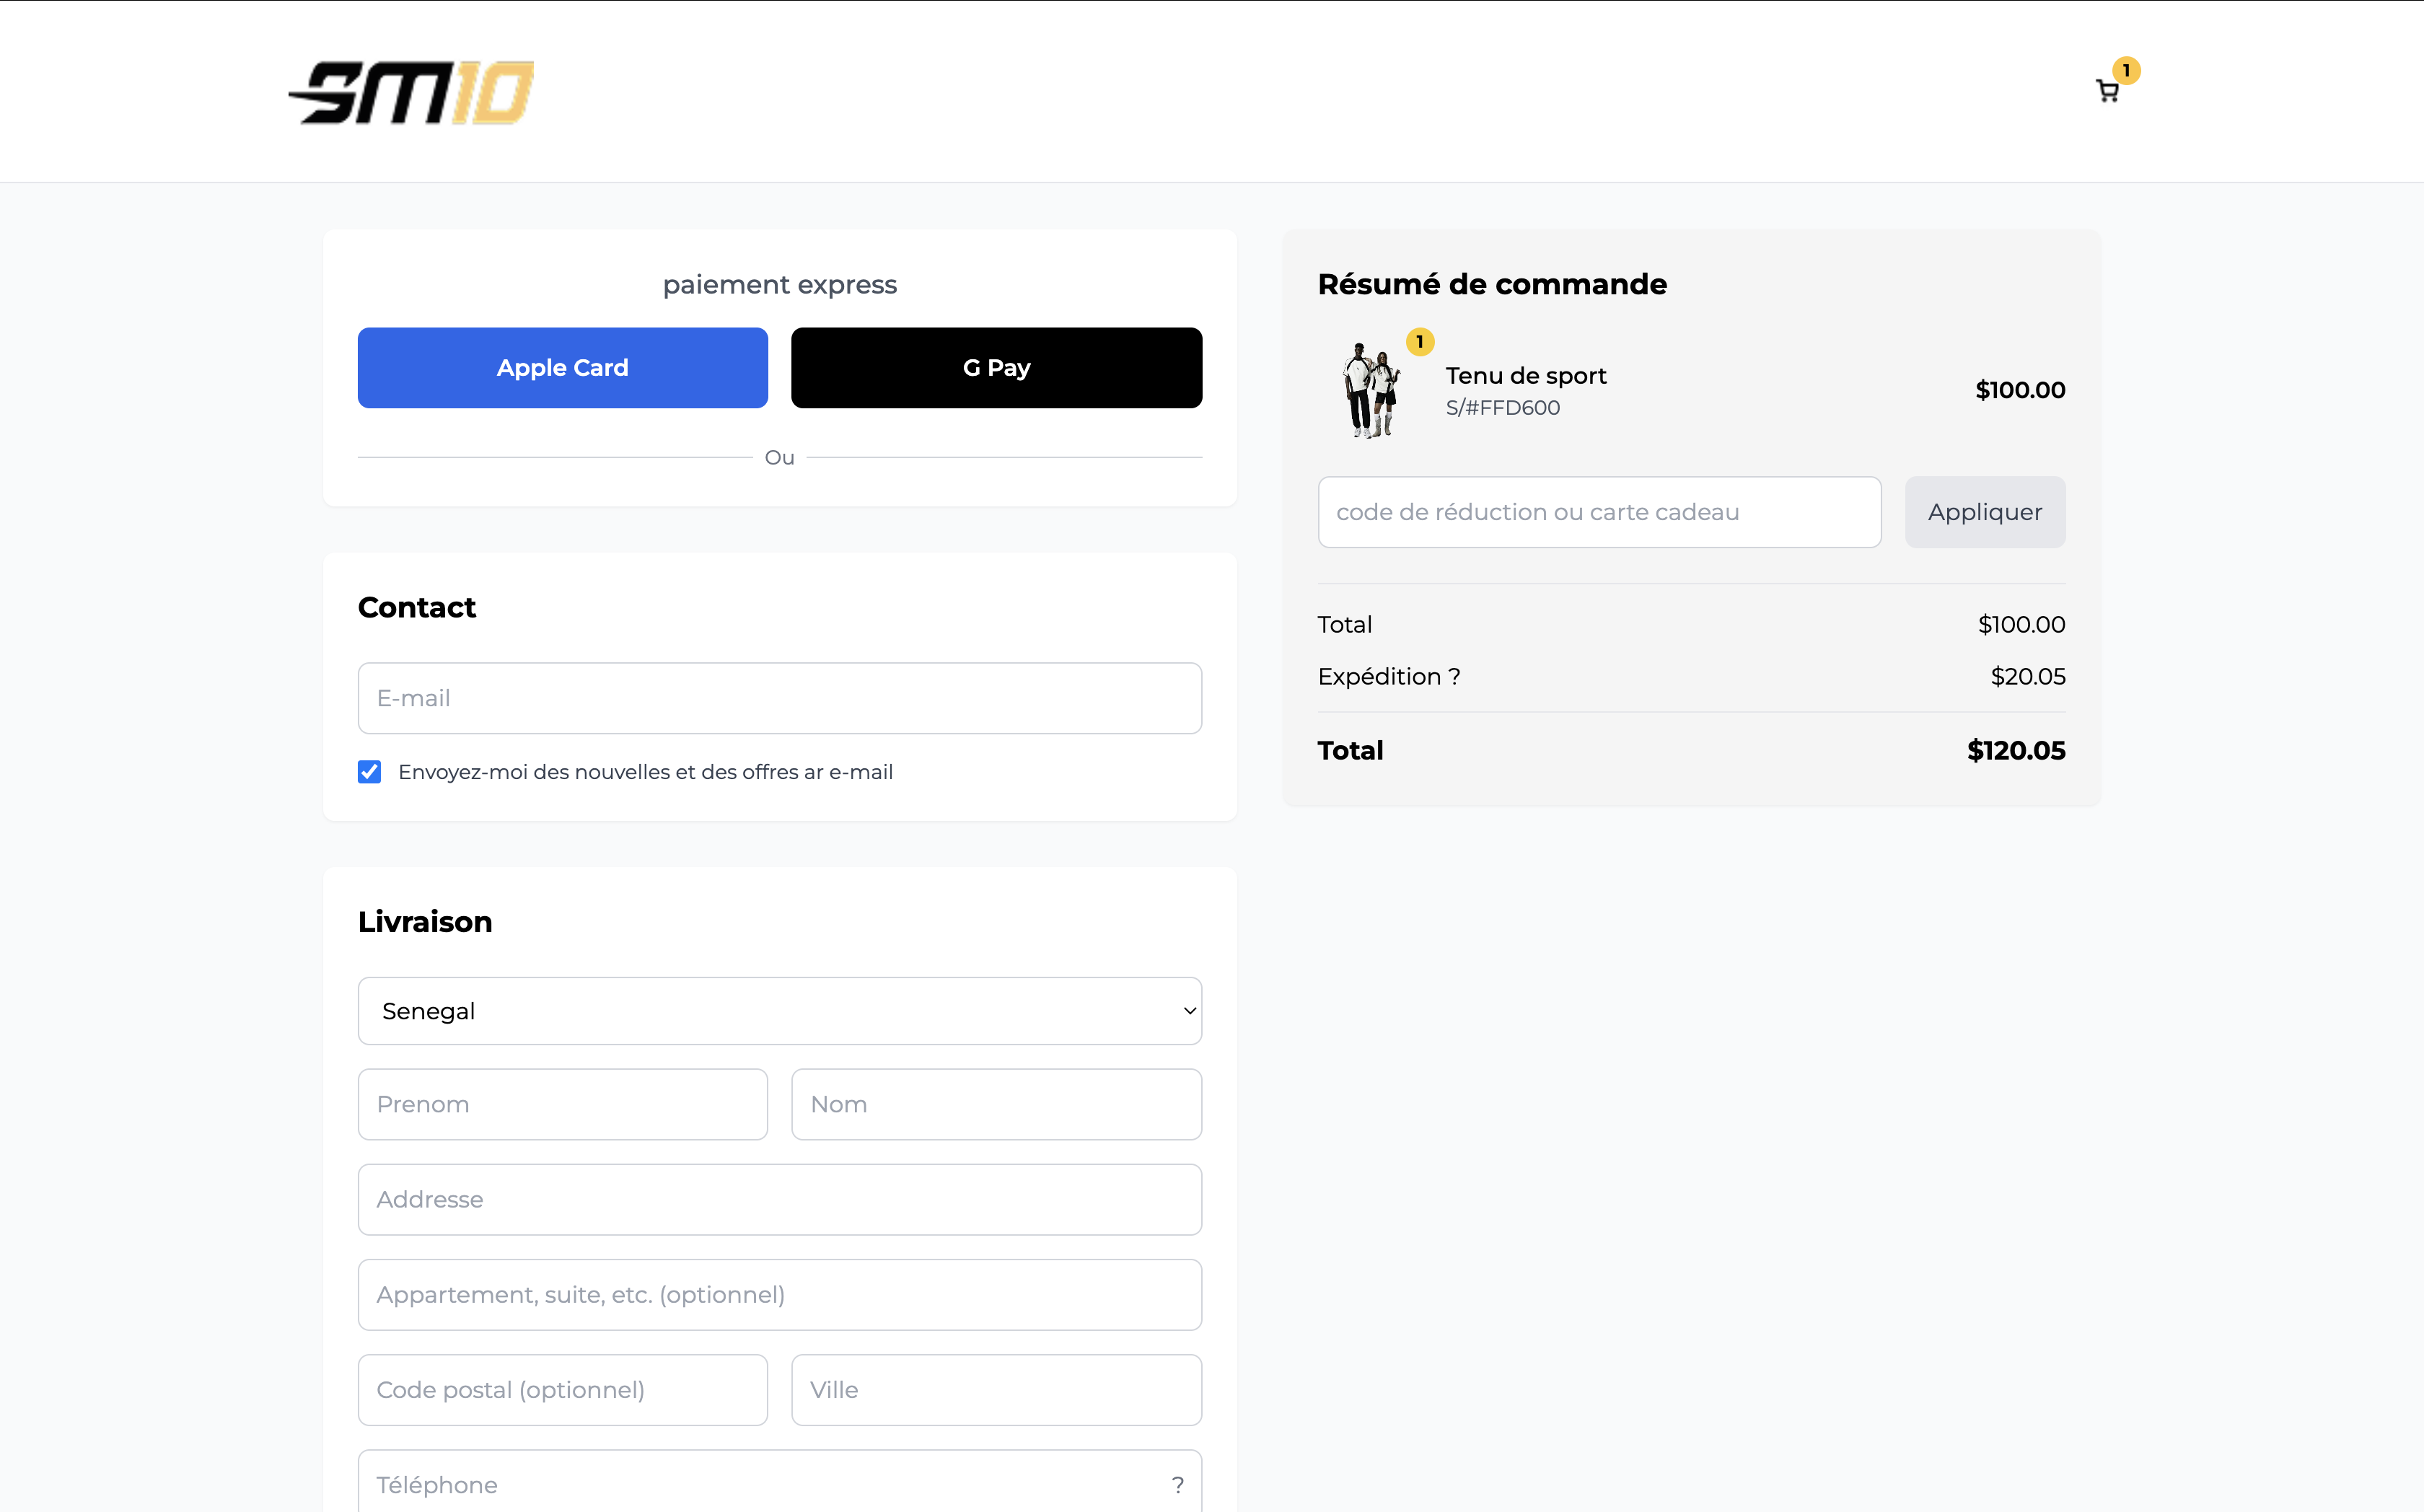 SM10
1
paiement express
Apple Card
G Pay
Ou
Contact
E-mail
Envoyez-moi des nouvelles et des offres ar e-mail
Livraison
Senegal
Prenom
Nom
Addresse
Appartement, suite, etc. (optionnel)
Code postal (optionnel)
Ville
Téléphone
?
Résumé de commande
1
Tenu de sport
S/#FFD600
$100.00
code de réduction ou carte cadeau
Appliquer
Total
$100.00
Expédition ?
$20.05
Total
$120.05